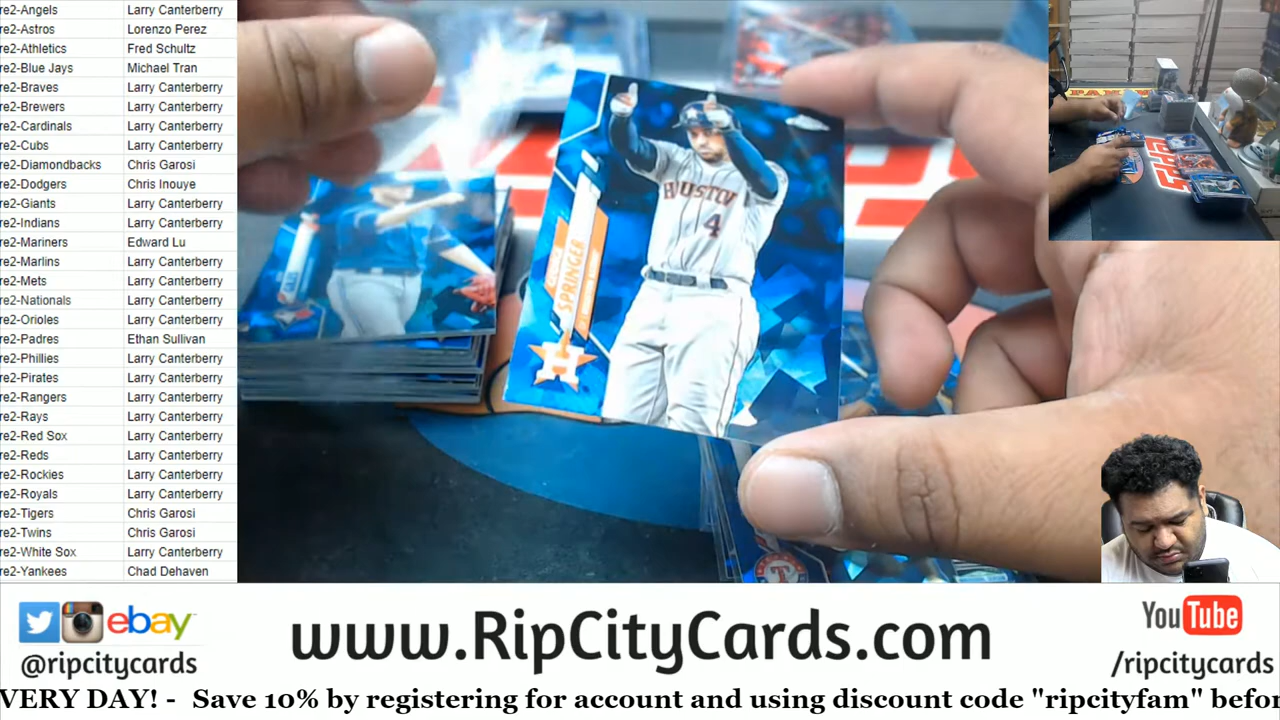 re2-Angels Larry Canterberry
re2-Astros Lorenzo Perez
re2-Athletics Fred Schultz
re2-Blue Jays Michael Tran
re2-Braves Larry Canterberry
re2-Brewers Larry Canterberry
re2-Cardinals Larry Canterberry
re2-Cubs Larry Canterberry
re2-Diamondbacks Chris Garosi
re2-Dodgers Chris Inouye
re2-Giants Larry Canterberry
re2-Indians Larry Canterberry
re2-Mariners Edward Lu
re2-Marlins Larry Canterberry
re2-Mets Larry Canterberry
re2-Nationals Larry Canterberry
re2-Orioles Larry Canterberry
re2-Padres Ethan Sullivan
re2-Phillies Larry Canterberry
re2-Pirates Larry Canterberry
re2-Rangers Larry Canterberry
re2-Rays Larry Canterberry
re2-Red Sox Larry Canterberry
re2-Reds Larry Canterberry
re2-Rockies Larry Canterberry
re2-Royals Larry Canterberry
re2-Tigers Chris Garosi
re2-Twins Chris Garosi
re2-White Sox Larry Canterberry
re2-Yankees Chad Dehaven
HOUSTON
4
SPRINGER
H
T
ebay
@ripcitycards
www.RipCityCards.com
YouTube
/ripcitycards
VERY DAY! - Save 10% by registering for account and using discount code "ripcityfam" befor